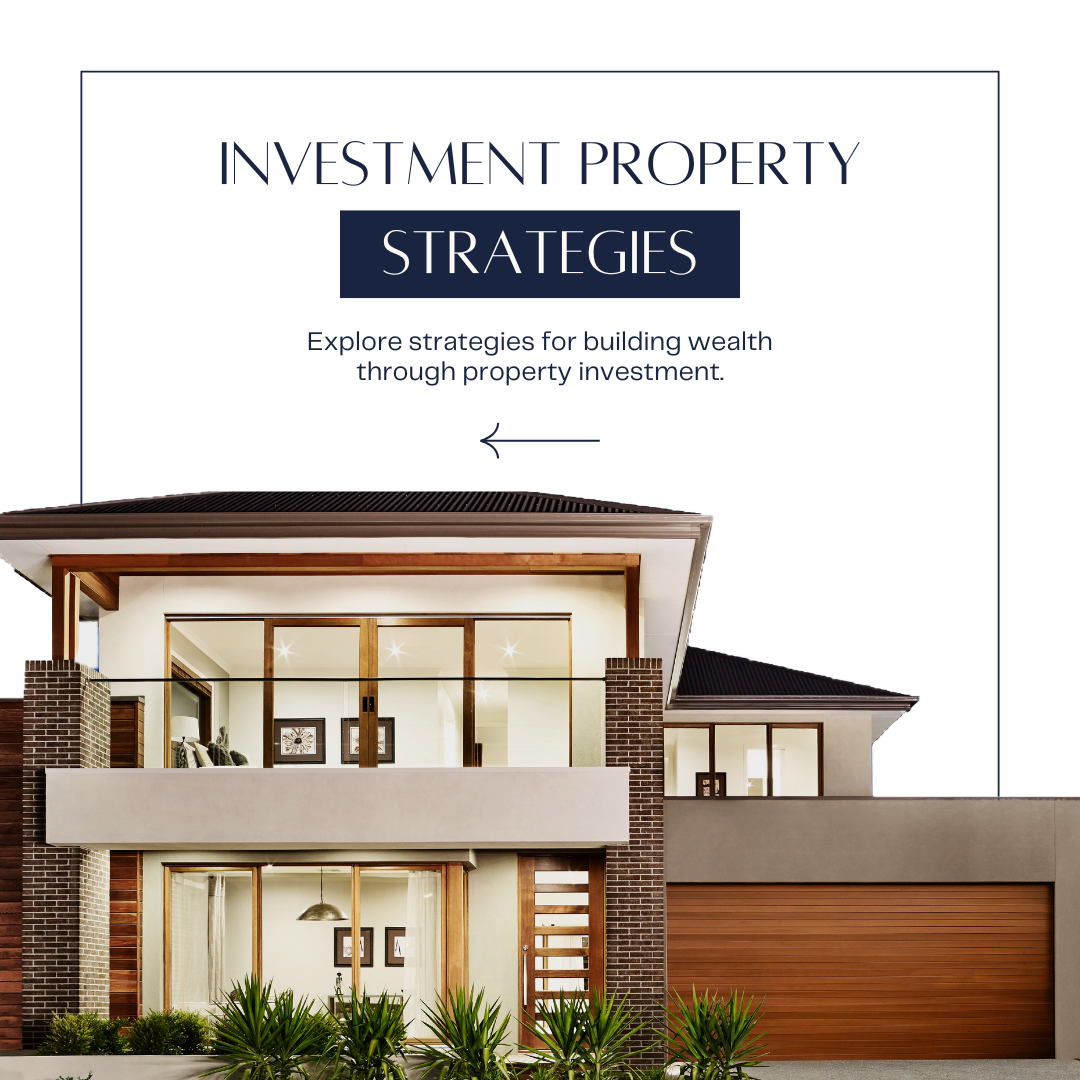 INVESTMENT PROPERTY
STRATEGIES
Explore strategies for building wealth
through property investment.